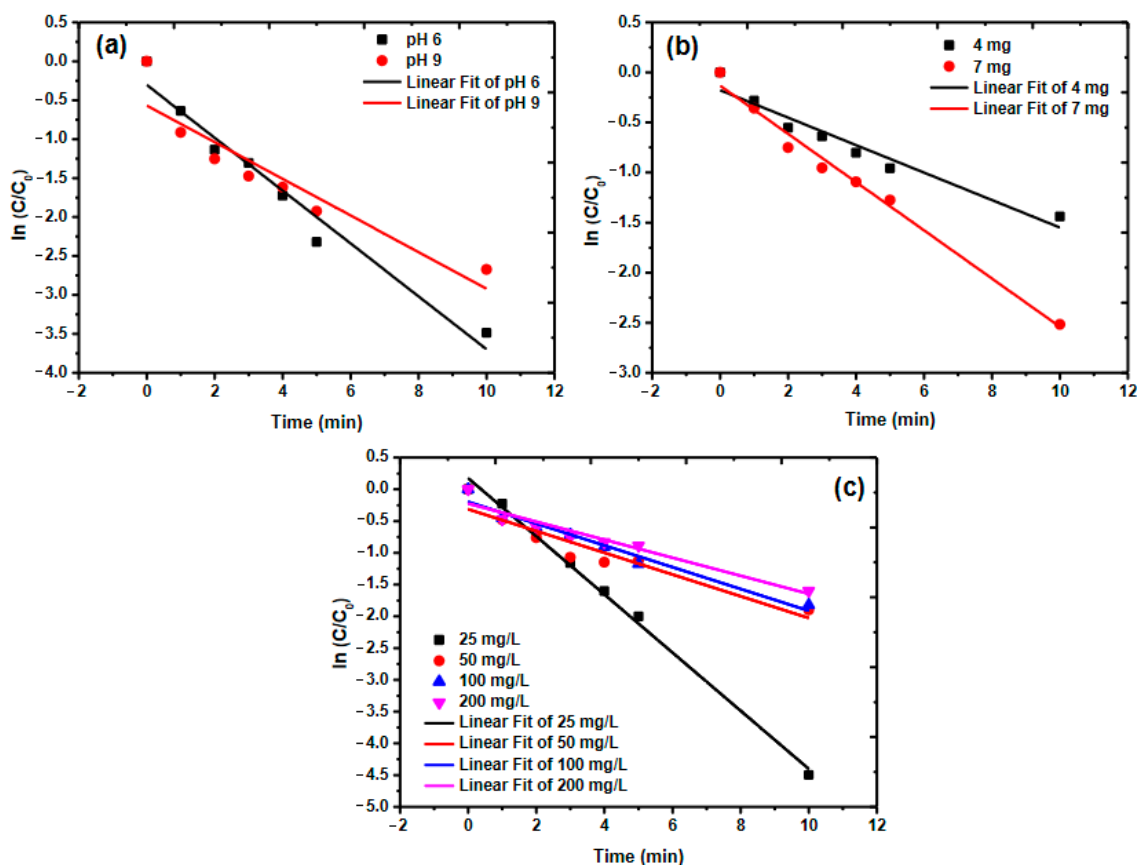 (a)
pH 6
pH 9
Linear Fit of pH 6
Linear Fit of pH 9
0.5
0.0
−0.5
−1.0
−1.5
−2.0
−2.5
−3.0
−3.5
−4.0
ln (C/C₀)
−2 0 2 4 6 8 10 12
Time (min)
(b)
4 mg
7 mg
Linear Fit of 4 mg
Linear Fit of 7 mg
0.5
0.0
−0.5
−1.0
−1.5
−2.0
−2.5
−3.0
ln (C/C₀)
−2 0 2 4 6 8 10 12
Time (min)
(c)
0.5
0.0
−0.5
−1.0
−1.5
−2.0
−2.5
−3.0
−3.5
−4.0
−4.5
−5.0
ln (C/C₀)
25 mg/L
50 mg/L
100 mg/L
200 mg/L
Linear Fit of 25 mg/L
Linear Fit of 50 mg/L
Linear Fit of 100 mg/L
Linear Fit of 200 mg/L
−2 0 2 4 6 8 10 12
Time (min)